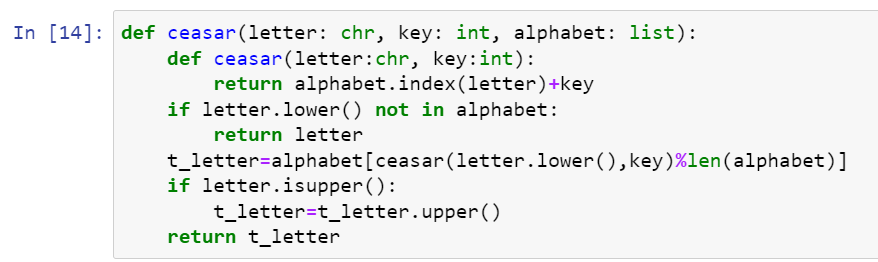 In [14]: def ceasar(letter: chr, key: int, alphabet: list):
    def ceasar(letter:chr, key:int):
        return alphabet.index(letter)+key
    if letter.lower() not in alphabet:
        return letter
    t_letter=alphabet[ceasar(letter.lower(),key)%len(alphabet)]
    if letter.isupper():
        t_letter=t_letter.upper()
    return t_letter